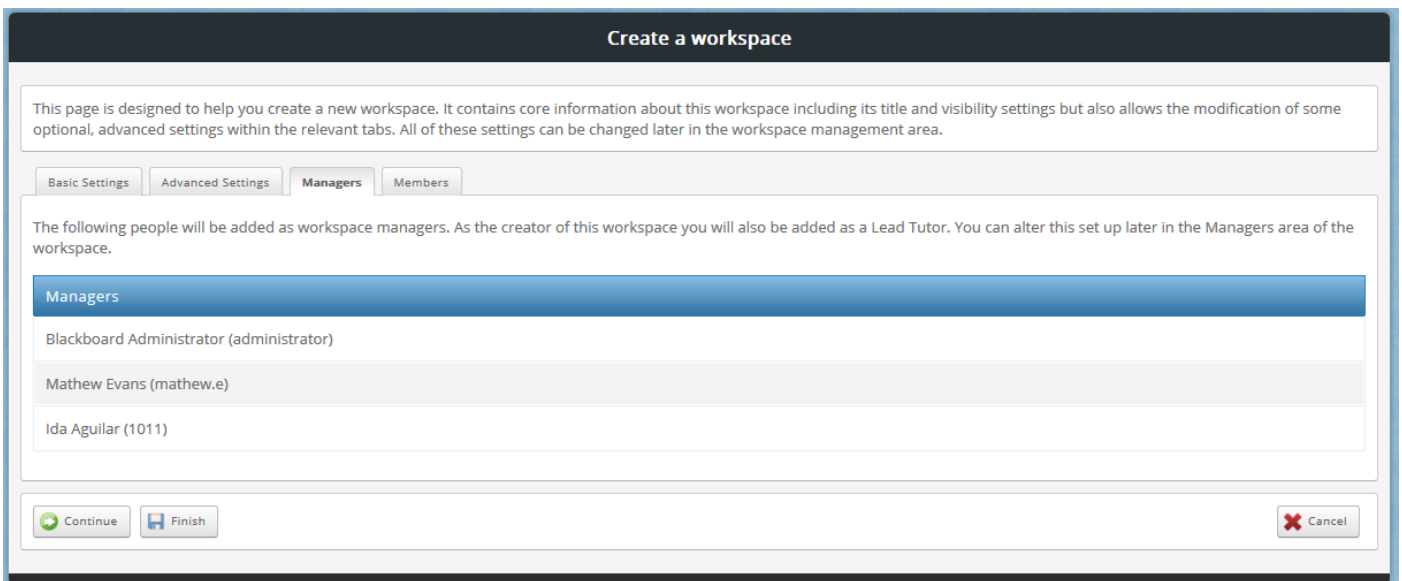 Create a workspace
This page is designed to help you create a new workspace. It contains core information about this workspace including its title and visibility settings but also allows the modification of some
optional, advanced settings within the relevant tabs. All of these settings can be changed later in the workspace management area.
Basic Settings Advanced Settings Managers Members
The following people will be added as workspace managers. As the creator of this workspace you will also be added as a Lead Tutor. You can alter this set up later in the Managers area of the
workspace.
Managers
Blackboard Administrator (administrator)
Mathew Evans (mathew.e)
Ida Aguilar (1011)
Continue Finish Cancel